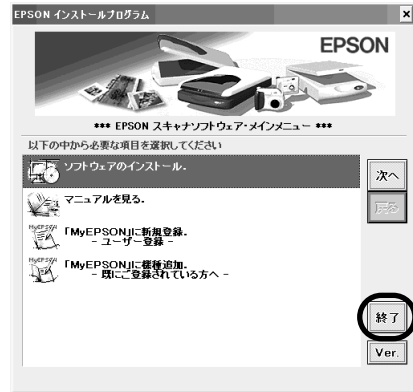 EPSON インストールプログラム
EPSON
*** EPSON スキャナソフトウェア・メインメニュー ***
以下の中から必要な項目を選択してください
ソフトウェアのインストール.
マニュアルを見る.
「MyEPSON」に新規登録.
- ユーザー登録 -
「MyEPSON」に機種追加.
- 既にご登録されている方へ -
次へ
戻る
終了
Ver.